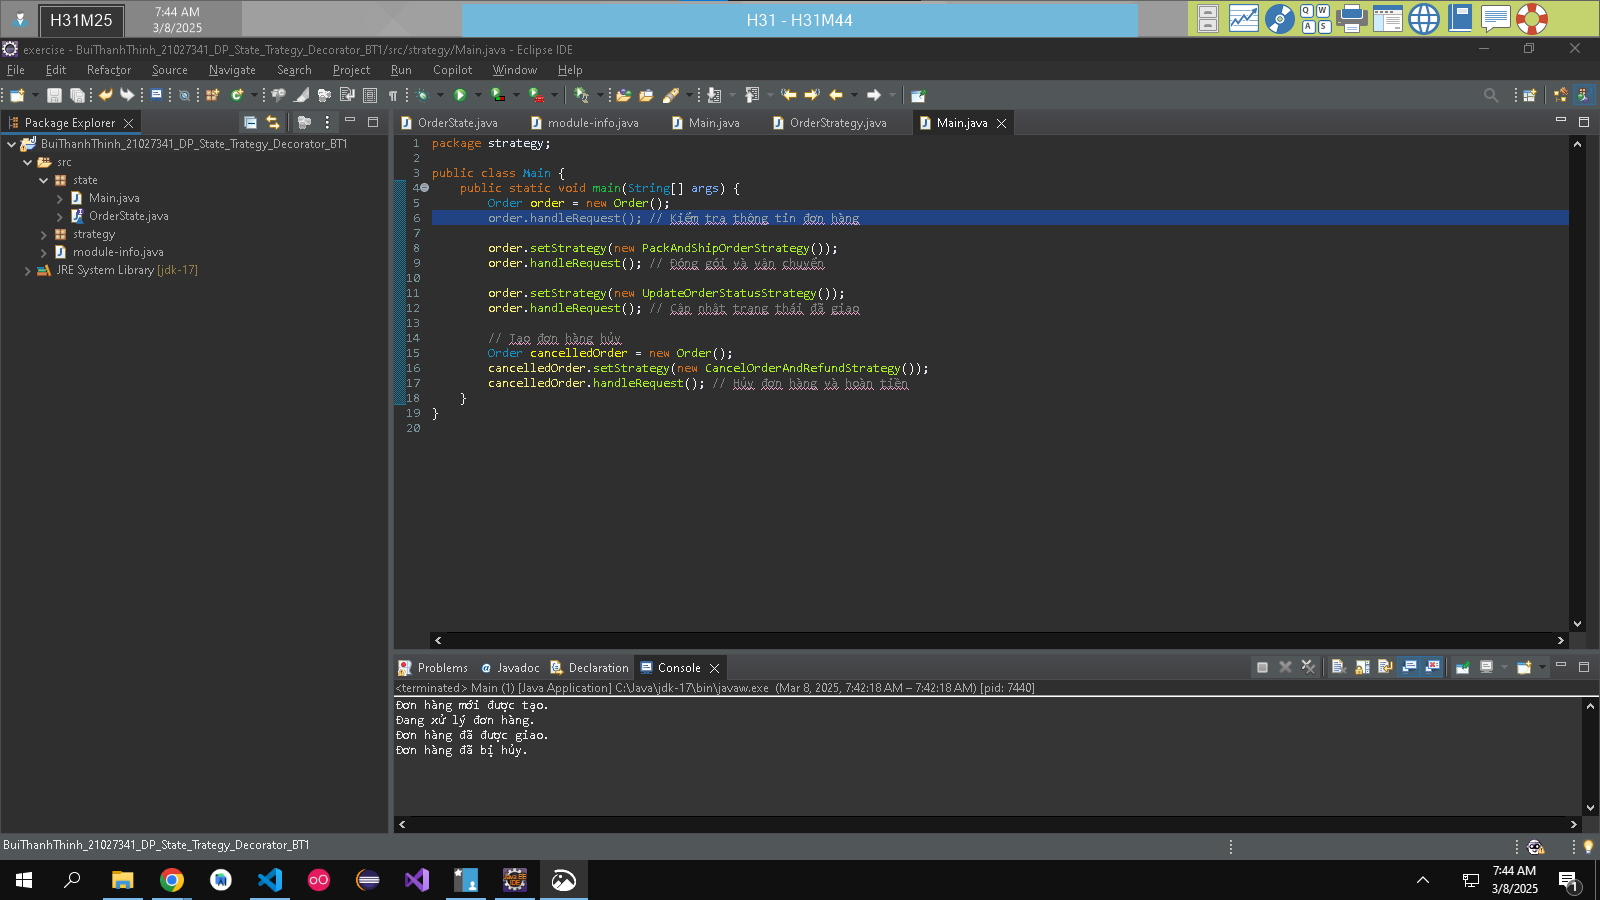 H31M25
7:44 AM
3/8/2025
H31 - H31M44
Q W
A S
exercise - BuiThanhThinh_21027341_DP_State_Trategy_Decorator_BT1/src/strategy/Main.java - Eclipse IDE
File Edit Refactor Source Navigate Search Project Run Copilot Window Help
Package Explorer
OrderState.java module-info.java Main.java OrderStrategy.java Main.java
BuiThanhThinh_21027341_DP_State_Trategy_Decorator_BT1
src
state
Main.java
OrderState.java
strategy
module-info.java
JRE System Library [jdk-17]
1 package strategy;
2
3 public class Main {
4 public static void main(String[] args) {
5 Order order = new Order();
6 order.handleRequest(); // Kiểm tra thông tin đơn hàng
7
8 order.setStrategy(new PackAndShipOrderStrategy());
9 order.handleRequest(); // Đóng gói và vận chuyển
10
11 order.setStrategy(new UpdateOrderStatusStrategy());
12 order.handleRequest(); // Cập nhật trạng thái đã giao
13
14 // Tạo đơn hàng hủy
15 Order cancelledOrder = new Order();
16 cancelledOrder.setStrategy(new CancelOrderAndRefundStrategy());
17 cancelledOrder.handleRequest(); // Hủy đơn hàng và hoàn tiền
18 }
19 }
20
Problems Javadoc Declaration Console
<terminated> Main (1) [Java Application] C:\Java\jdk-17\bin\javaw.exe (Mar 8, 2025, 7:42:18 AM – 7:42:18 AM) [pid: 7440]
Đơn hàng mới được tạo.
Đang xử lý đơn hàng.
Đơn hàng đã được giao.
Đơn hàng đã bị hủy.
BuiThanhThinh_21027341_DP_State_Trategy_Decorator_BT1
7:44 AM
3/8/2025
1